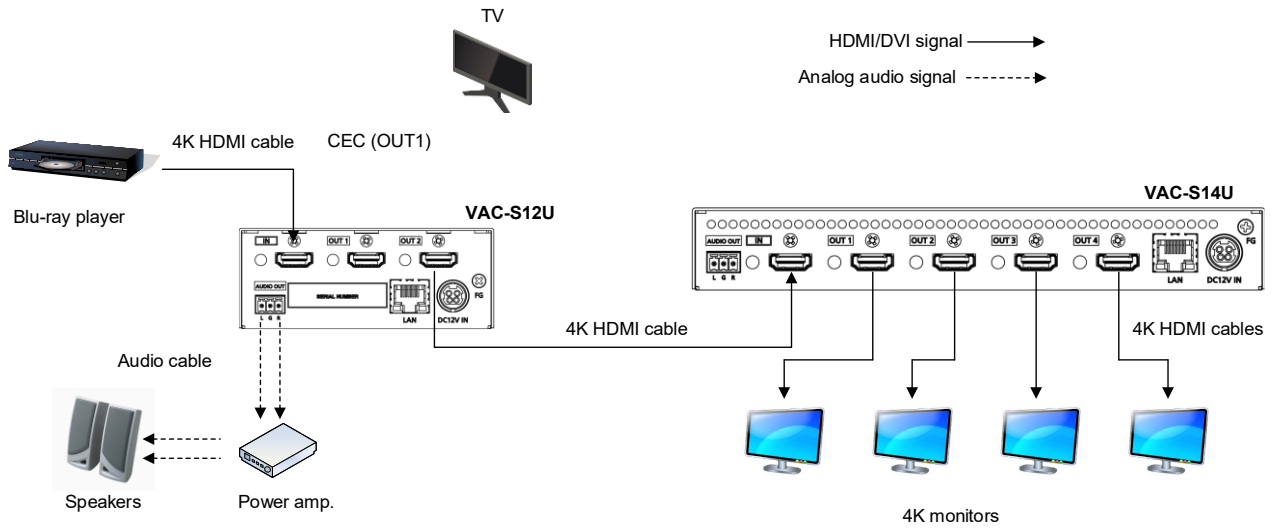 TV
HDMI/DVI signal
Analog audio signal
4K HDMI cable
CEC (OUT1)
Blu-ray player
VAC-S12U
IN
OUT 1
OUT 2
AUDIO OUT
SERIAL NUMBER
FG
L G R
LAN
DC12V IN
VAC-S14U
AUDIO OUT
IN
OUT 1
OUT 2
OUT 3
OUT 4
FG
L G R
LAN
DC12V IN
4K HDMI cable
4K HDMI cables
Audio cable
Speakers
Power amp.
4K monitors